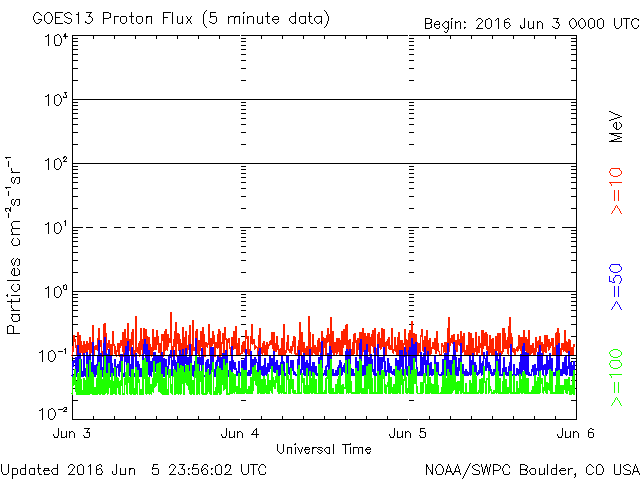 GOES13 Proton Flux (5 minute data)
Begin: 2016 Jun 3 0000 UTC
Particles cm⁻²s⁻¹sr⁻¹
10⁴
10³
10²
10¹
10⁰
10⁻¹
10⁻²
Jun 3
Jun 4
Jun 5
Jun 6
Universal Time
MeV
>=10
>=50
>=100
Updated 2016 Jun 5 23:56:02 UTC
NOAA/SWPC Boulder, CO USA